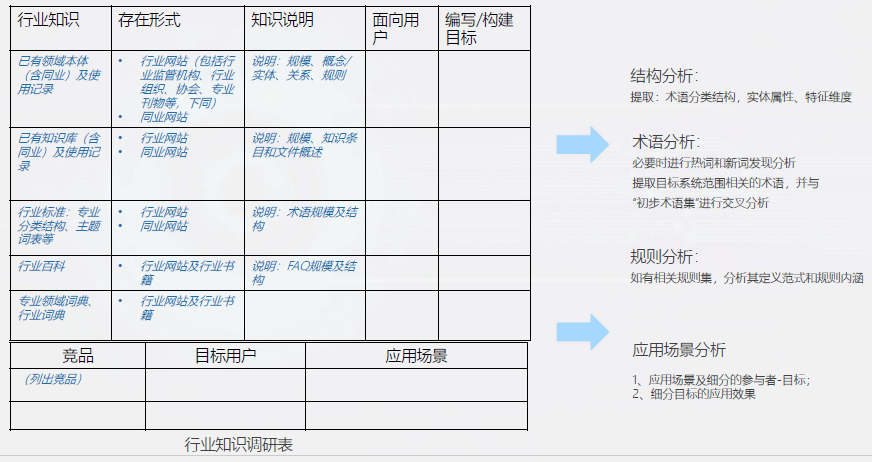 行业知识
存在形式
知识说明
面向用
户
编写/构建
目标
已有领域本体
（含同业）及使
用记录
• 行业网站（包括行
业监管机构、行业
组织、协会、专业
刊物等，下同）
• 同业网站
说明：规模、概念/
实体、关系、规则
已有知识库（含
同业）及使用记
录
• 行业网站
• 同业网站
说明：规模、知识条
目和文件概述
行业标准：专业
分类结构、主题
词表等
• 行业网站
• 同业网站
说明：术语规模及结
构
行业百科
• 行业网站及行业书
籍
说明：FAQ规模及结
构
专业领域词典、
行业词典
• 行业网站及行业书
籍
竞品
目标用户
应用场景
（列出竞品）
行业知识调研表
结构分析：
提取：术语分类结构，实体属性、特征维度
术语分析：
必要时进行热词和新词发现分析
提取目标系统范围相关的术语，并与
“初步术语集”进行交叉分析
规则分析：
如有相关规则集，分析其定义范式和规则内涵
应用场景分析
1、应用场景及细分的参与者-目标；
2、细分目标的应用效果